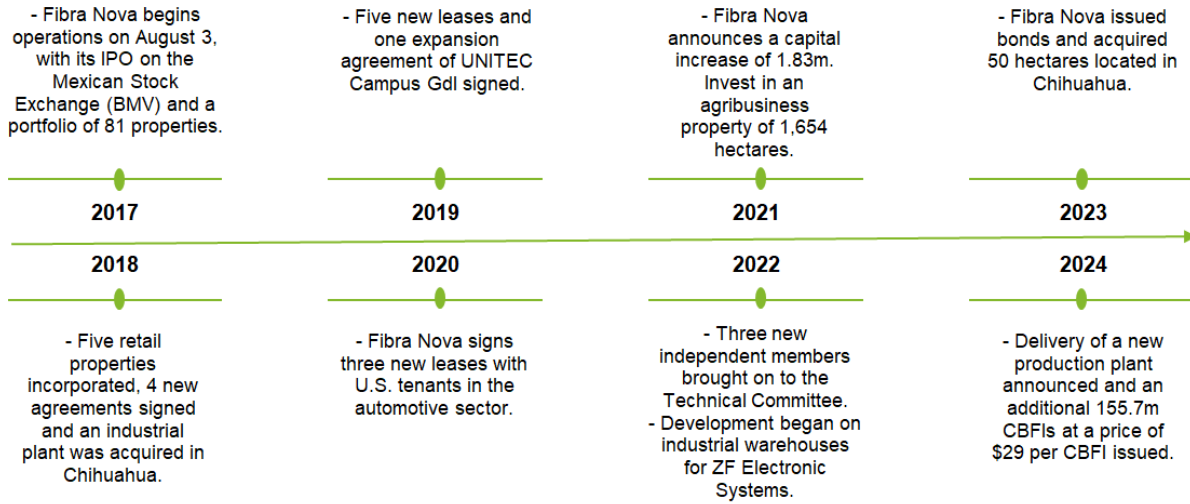 - Fibra Nova begins
operations on August 3,
with its IPO on the
Mexican Stock
Exchange (BMV) and a
portfolio of 81 properties.
- Five new leases and
one expansion
agreement of UNITEC
Campus Gdl signed.
- Fibra Nova
announces a capital
increase of 1.83m.
Invest in an
agribusiness
property of 1,654
hectares.
- Fibra Nova issued
bonds and acquired
50 hectares located in
Chihuahua.
2017
2019
2021
2023
2018
2020
2022
2024
- Five retail
properties
incorporated, 4 new
agreements signed
and an industrial
plant was acquired in
Chihuahua.
- Fibra Nova signs
three new leases with
U.S. tenants in the
automotive sector.
- Three new
independent members
brought on to the
Technical Committee.
- Development began on
industrial warehouses
for ZF Electronic
Systems.
- Delivery of a new
production plant
announced and an
additional 155.7m
CBFIs at a price of
$29 per CBFI issued.